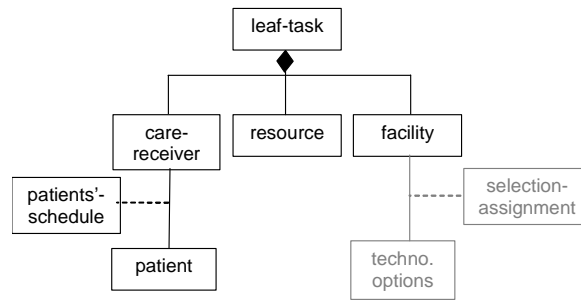 leaf-task
care-
receiver
resource
facility
patients'-
schedule
selection-
assignment
patient
techno.
options